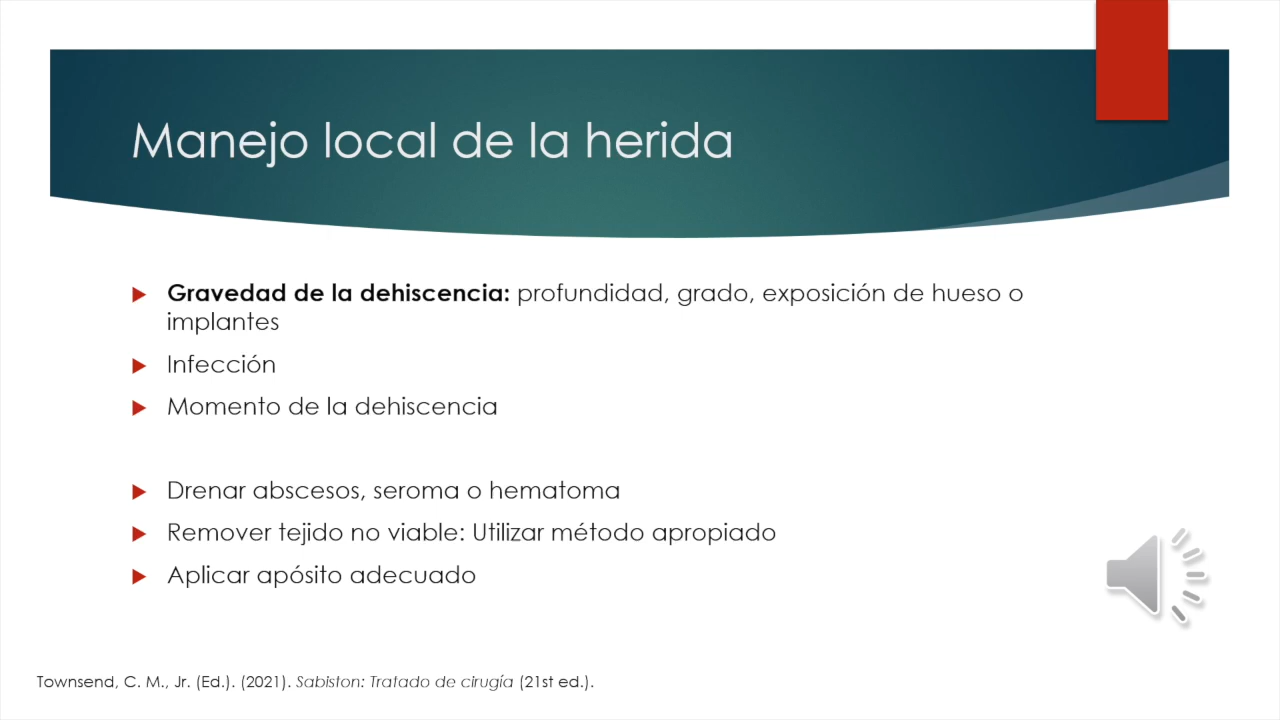 Manejo local de la herida
Gravedad de la dehiscencia: profundidad, grado, exposición de hueso o
implantes
Infección
Momento de la dehiscencia
Drenar abscesos, seroma o hematoma
Remover tejido no viable: Utilizar método apropiado
Aplicar apósito adecuado
Townsend, C. M., Jr. (Ed.). (2021). Sabiston: Tratado de cirugía (21st ed.).